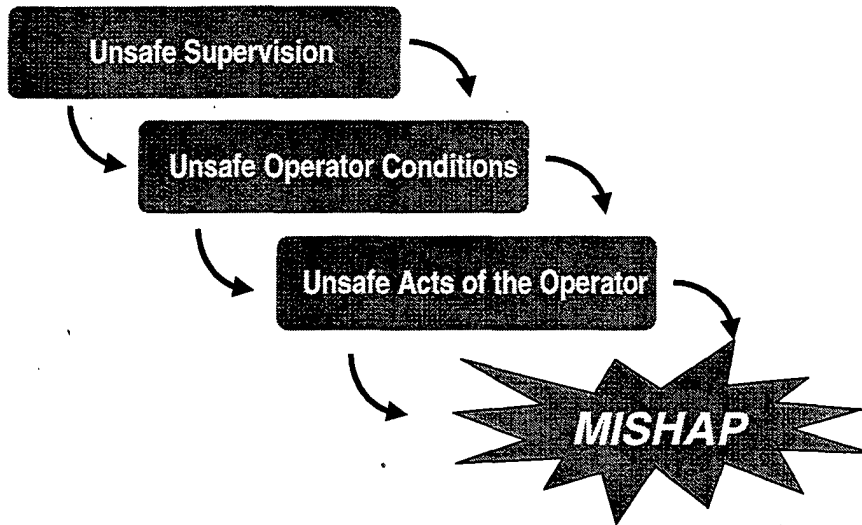 Unsafe Supervision
Unsafe Operator Conditions
Unsafe Acts of the Operator
MISHAP